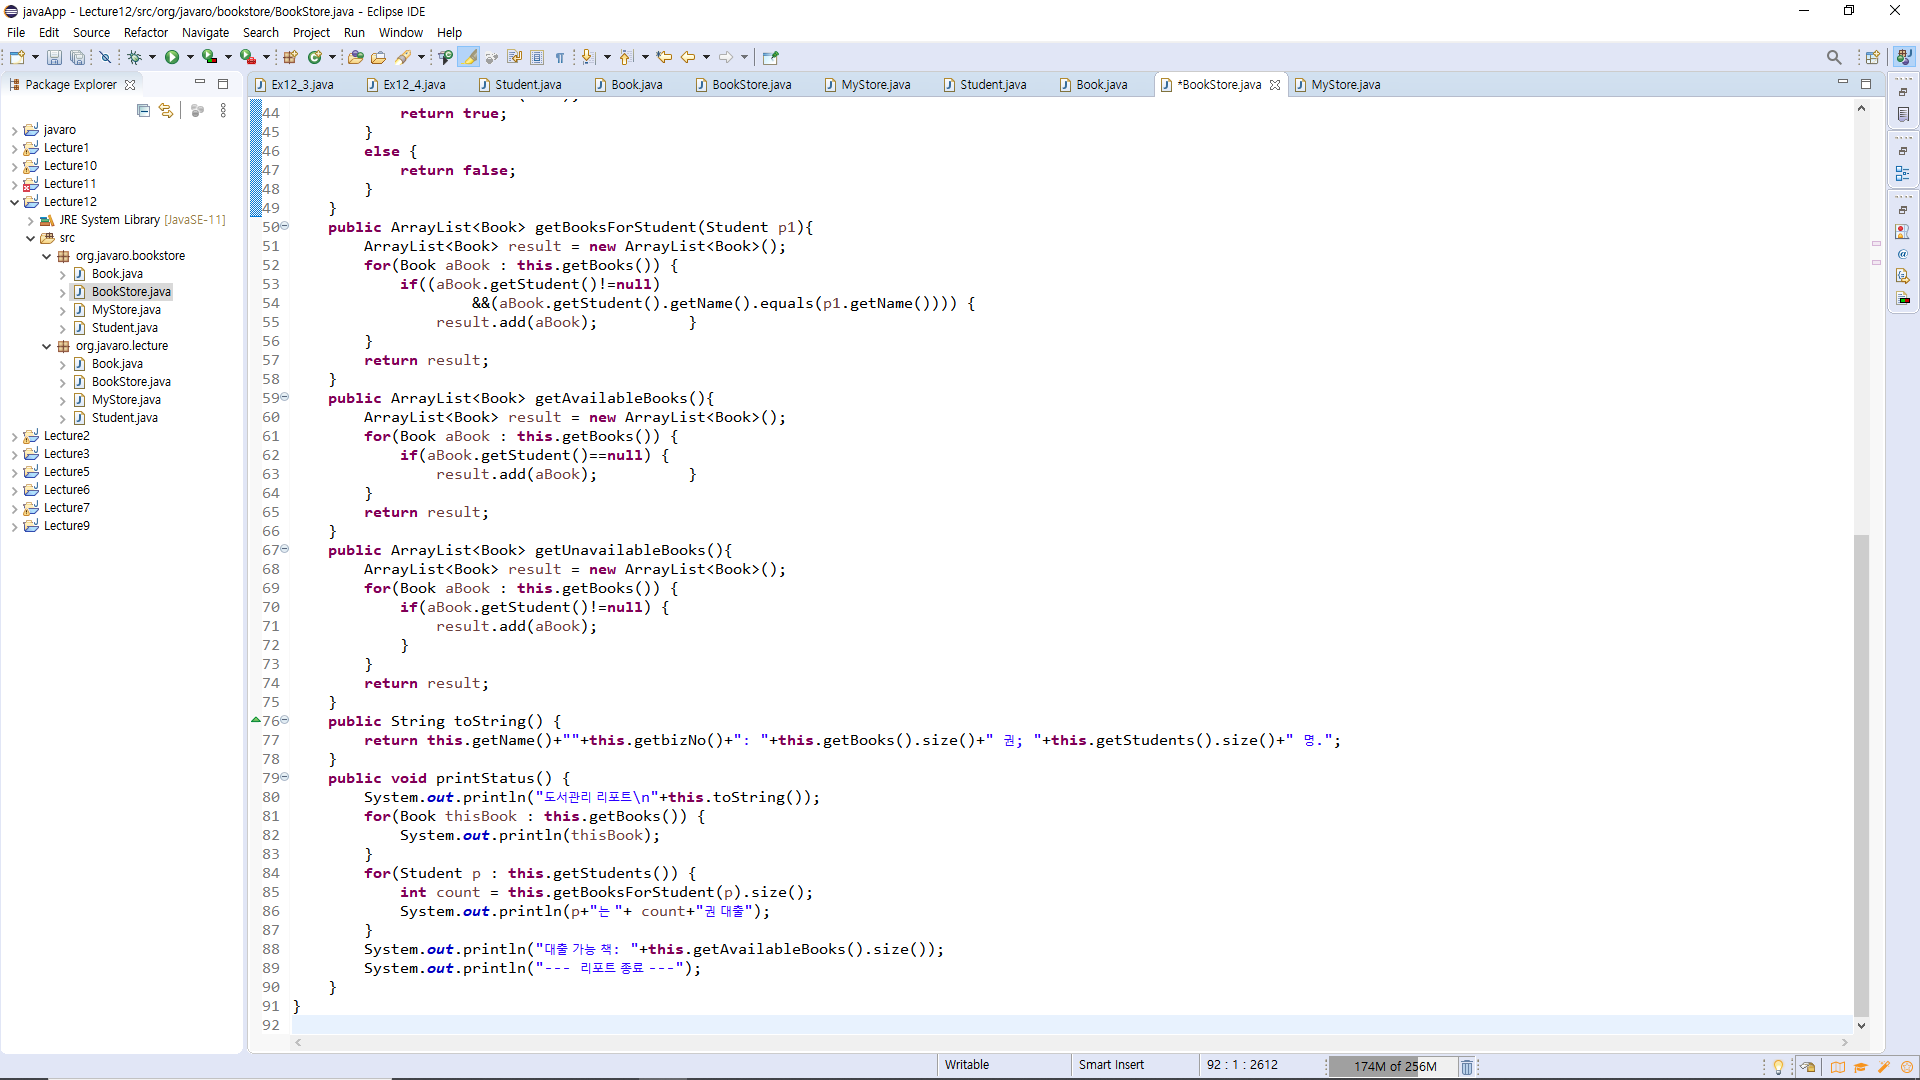 javaApp - Lecture12/src/org/javaro/bookstore/BookStore.java - Eclipse IDE
File Edit Source Refactor Navigate Search Project Run Window Help
Package Explorer
Ex12_3.java Ex12_4.java Student.java Book.java BookStore.java MyStore.java Student.java Book.java *BookStore.java MyStore.java
javaro
Lecture1
Lecture10
Lecture11
Lecture12
JRE System Library [JavaSE-11]
src
org.javaro.bookstore
Book.java
BookStore.java
MyStore.java
Student.java
org.javaro.lecture
Book.java
BookStore.java
MyStore.java
Student.java
Lecture2
Lecture3
Lecture5
Lecture6
Lecture7
Lecture9
44 return true;
45 }
46 else {
47 return false;
48 }
49 }
50 public ArrayList<Book> getBooksForStudent(Student p1){
51 ArrayList<Book> result = new ArrayList<Book>();
52 for(Book aBook : this.getBooks()) {
53 if((aBook.getStudent()!=null)
54 &&(aBook.getStudent().getName().equals(p1.getName()))) {
55 result.add(aBook); }
56 }
57 return result;
58 }
59 public ArrayList<Book> getAvailableBooks(){
60 ArrayList<Book> result = new ArrayList<Book>();
61 for(Book aBook : this.getBooks()) {
62 if(aBook.getStudent()==null) {
63 result.add(aBook); }
64 }
65 return result;
66 }
67 public ArrayList<Book> getUnavailableBooks(){
68 ArrayList<Book> result = new ArrayList<Book>();
69 for(Book aBook : this.getBooks()) {
70 if(aBook.getStudent()!=null) {
71 result.add(aBook);
72 }
73 }
74 return result;
75 }
76 public String toString() {
77 return this.getName()+""+this.getbizNo()+": "+this.getBooks().size()+" 권; "+this.getStudents().size()+" 명.";
78 }
79 public void printStatus() {
80 System.out.println("도서관리 리포트\n"+this.toString());
81 for(Book thisBook : this.getBooks()) {
82 System.out.println(thisBook);
83 }
84 for(Student p : this.getStudents()) {
85 int count = this.getBooksForStudent(p).size();
86 System.out.println(p+"는 "+ count+"권 대출");
87 }
88 System.out.println("대출 가능 책: "+this.getAvailableBooks().size());
89 System.out.println("--- 리포트 종료 ---");
90 }
91 }
92
Writable Smart Insert 92 : 1 : 2612 174M of 256M